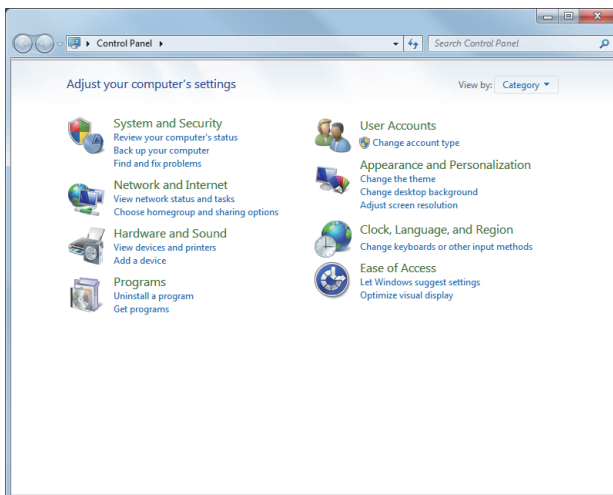 Control Panel
Search Control Panel
Adjust your computer's settings
View by: Category
System and Security
Review your computer's status
Back up your computer
Find and fix problems
Network and Internet
View network status and tasks
Choose homegroup and sharing options
Hardware and Sound
View devices and printers
Add a device
Programs
Uninstall a program
Get programs
User Accounts
Change account type
Appearance and Personalization
Change the theme
Change desktop background
Adjust screen resolution
Clock, Language, and Region
Change keyboards or other input methods
Ease of Access
Let Windows suggest settings
Optimize visual display